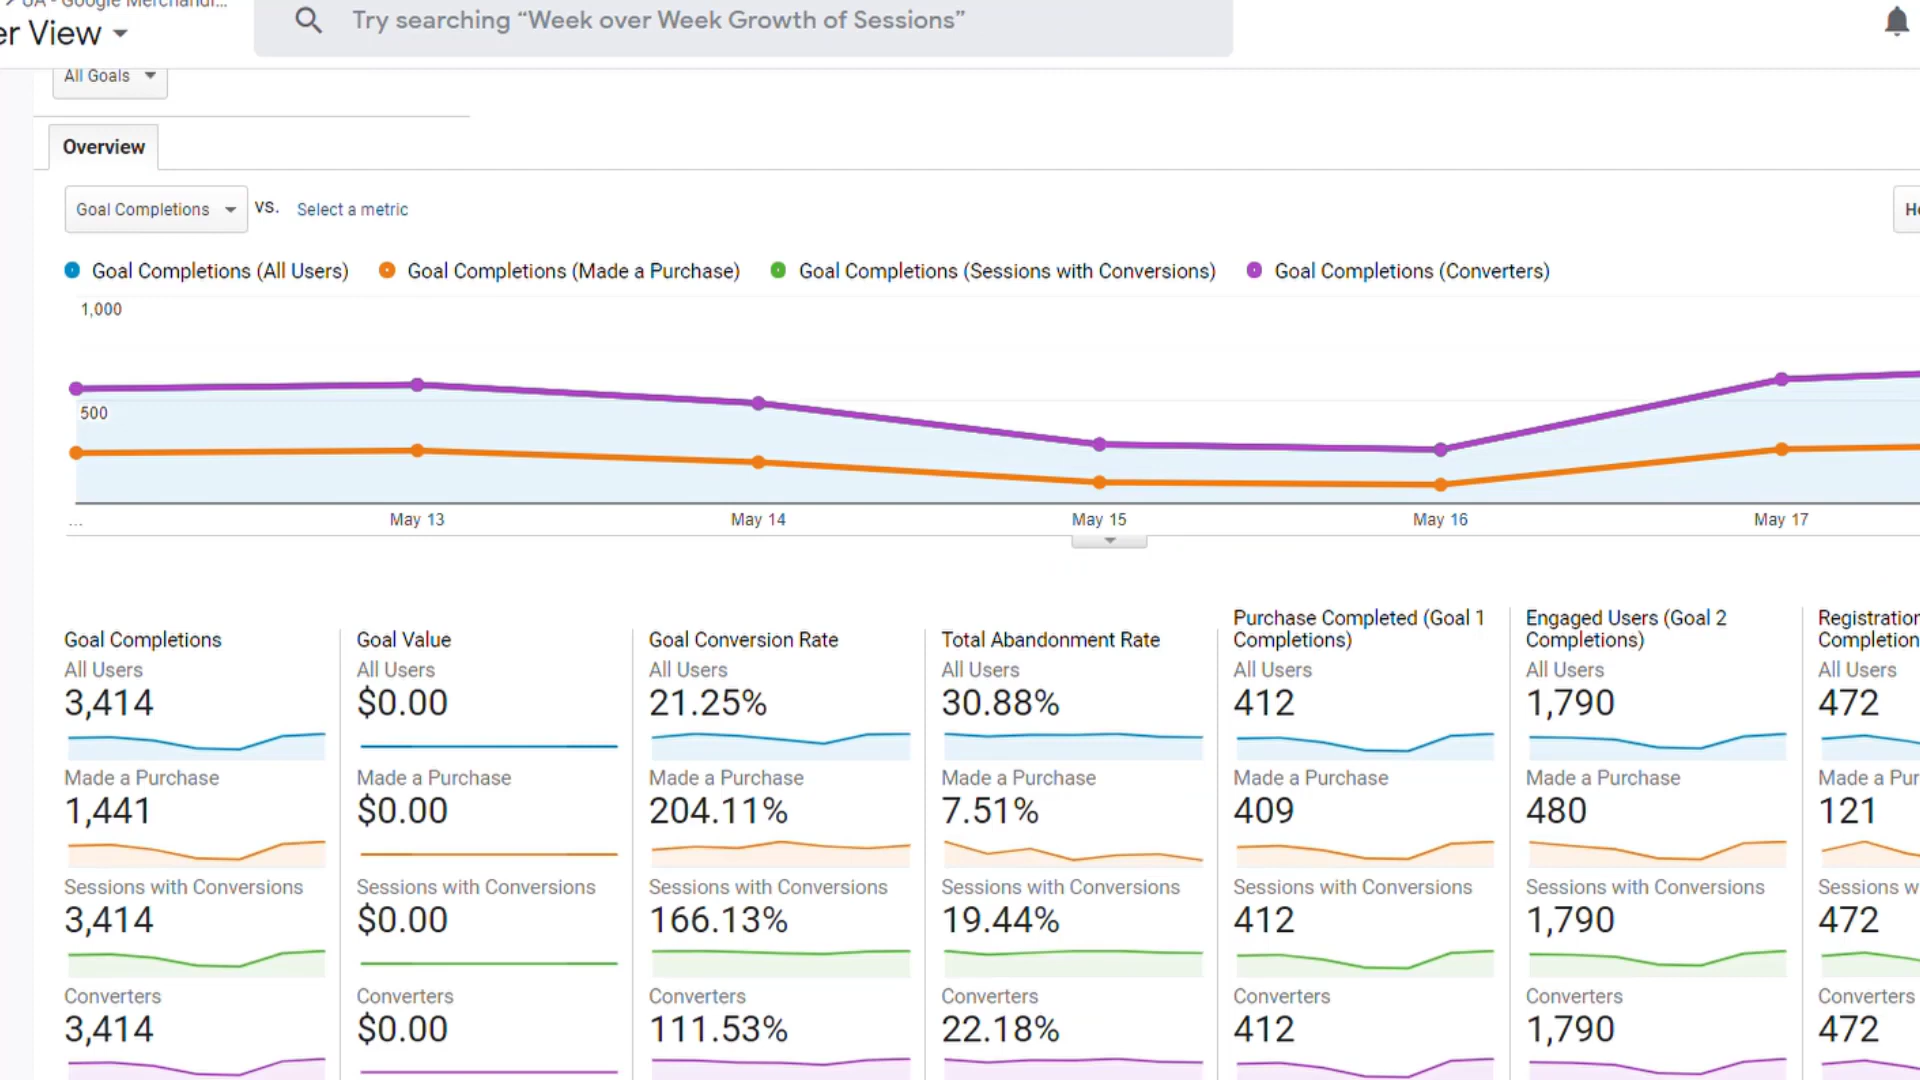 UA - Google Merchandi...
er View
Try searching “Week over Week Growth of Sessions”
All Goals
Overview
Goal Completions vs. Select a metric
Goal Completions (All Users) Goal Completions (Made a Purchase) Goal Completions (Sessions with Conversions) Goal Completions (Converters)
1,000
500
... May 13 May 14 May 15 May 16 May 17
Goal Completions
All Users
3,414
Made a Purchase
1,441
Sessions with Conversions
3,414
Converters
3,414
Goal Value
All Users
$0.00
Made a Purchase
$0.00
Sessions with Conversions
$0.00
Converters
$0.00
Goal Conversion Rate
All Users
21.25%
Made a Purchase
204.11%
Sessions with Conversions
166.13%
Converters
111.53%
Total Abandonment Rate
All Users
30.88%
Made a Purchase
7.51%
Sessions with Conversions
19.44%
Converters
22.18%
Purchase Completed (Goal 1
Completions)
All Users
412
Made a Purchase
409
Sessions with Conversions
412
Converters
412
Engaged Users (Goal 2
Completions)
All Users
1,790
Made a Purchase
480
Sessions with Conversions
1,790
Converters
1,790
Registration
Completion
All Users
472
Made a Pur
121
Sessions w
472
Converters
472